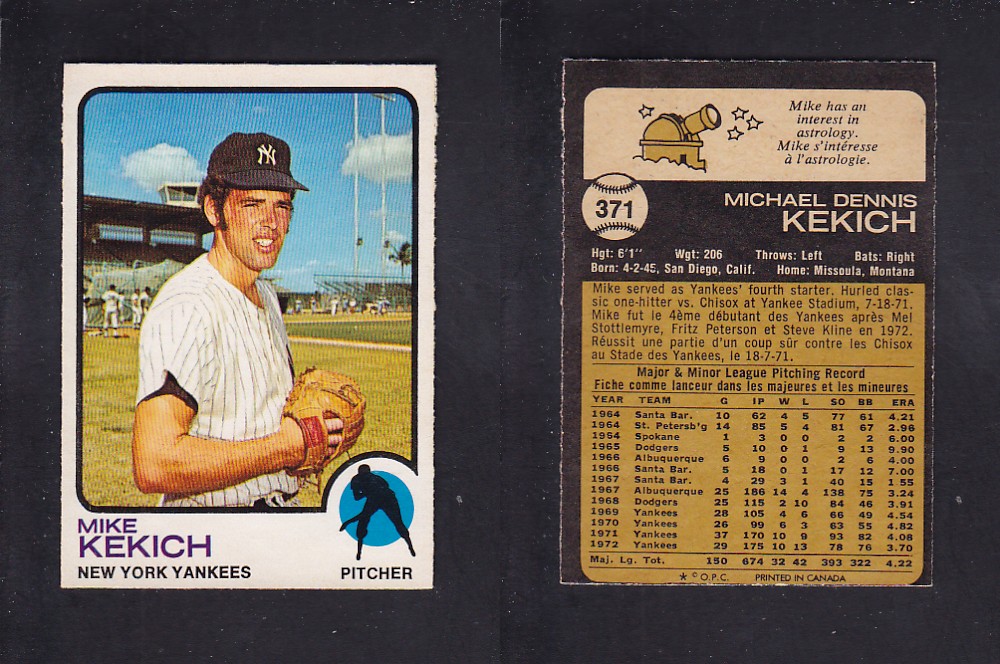 NY
MIKE
KEKICH
NEW YORK YANKEES
PITCHER
Mike has an
interest in
astrology.
Mike s'intéresse
à l'astrologie.
371
MICHAEL DENNIS
KEKICH
Hgt: 6'1" Wgt: 206 Throws: Left Bats: Right
Born: 4-2-45, San Diego, Calif. Home: Missoula, Montana
Mike served as Yankees' fourth starter. Hurled clas-
sic one-hitter vs. Chisox at Yankee Stadium, 7-18-71.
Mike fut le 4ème débutant des Yankees après Mel
Stottlemyre, Fritz Peterson et Steve Kline en 1972.
Réussit une partie d'un coup sûr contre les Chisox
au Stade des Yankees, le 18-7-71.
Major & Minor League Pitching Record
Fiche comme lanceur dans les majeures et les mineures
YEAR TEAM G IP W L SO BB ERA
1964 Santa Bar. 10 62 4 5 77 61 4.21
1964 St. Petersb'g 14 85 5 4 81 67 2.96
1964 Spokane 1 3 0 0 2 2 6.00
1965 Dodgers 5 10 0 1 9 13 9.90
1966 Albuquerque 6 9 0 0 2 6 4.00
1966 Santa Bar. 5 18 0 1 17 12 7.00
1967 Santa Bar. 4 29 3 1 40 15 1.55
1967 Albuquerque 25 186 14 4 138 75 3.24
1968 Dodgers 25 115 2 10 84 46 3.91
1969 Yankees 28 105 4 6 66 49 4.54
1970 Yankees 26 99 6 3 63 55 4.82
1971 Yankees 37 170 10 9 93 82 4.08
1972 Yankees 29 175 10 13 78 76 3.70
Maj. Lg. Tot. 150 674 32 42 393 322 4.22
* © O.P.C. PRINTED IN CANADA